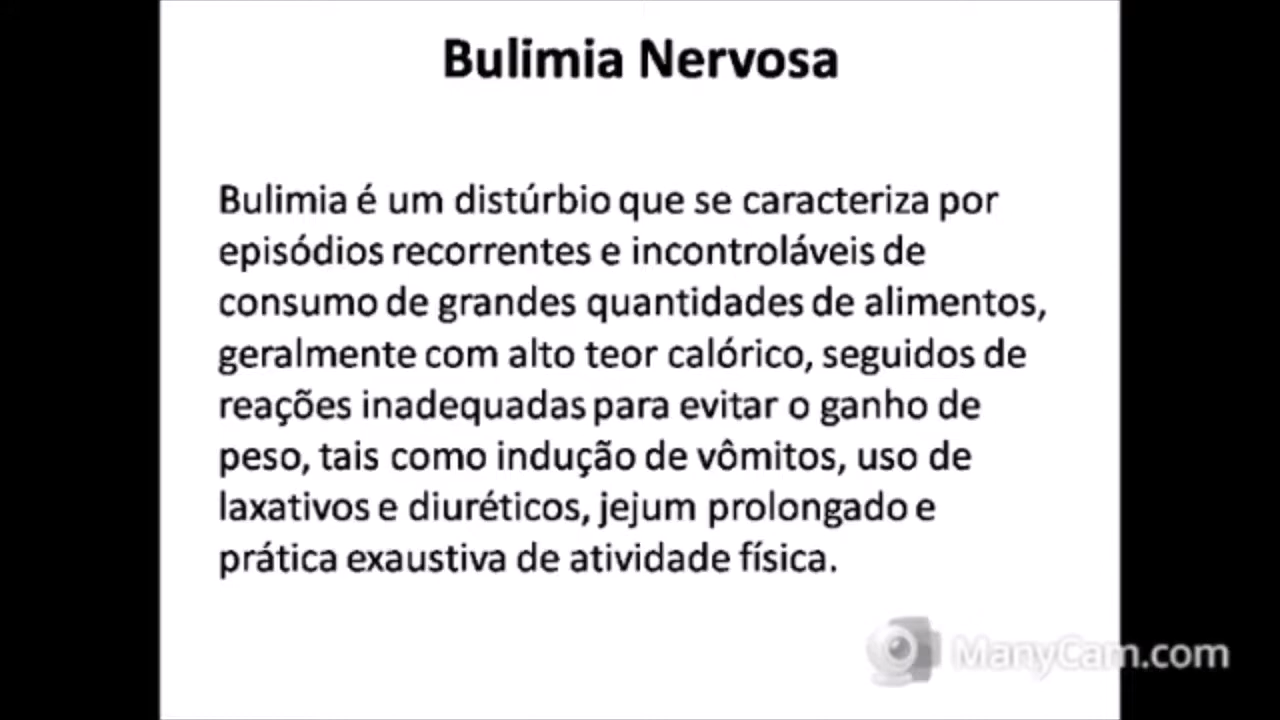 Bulimia Nervosa
Bulimia é um distúrbio que se caracteriza por
episódios recorrentes e incontroláveis de
consumo de grandes quantidades de alimentos,
geralmente com alto teor calórico, seguidos de
reações inadequadas para evitar o ganho de
peso, tais como indução de vômitos, uso de
laxativos e diuréticos, jejum prolongado e
prática exaustiva de atividade física.
ManyCam.com